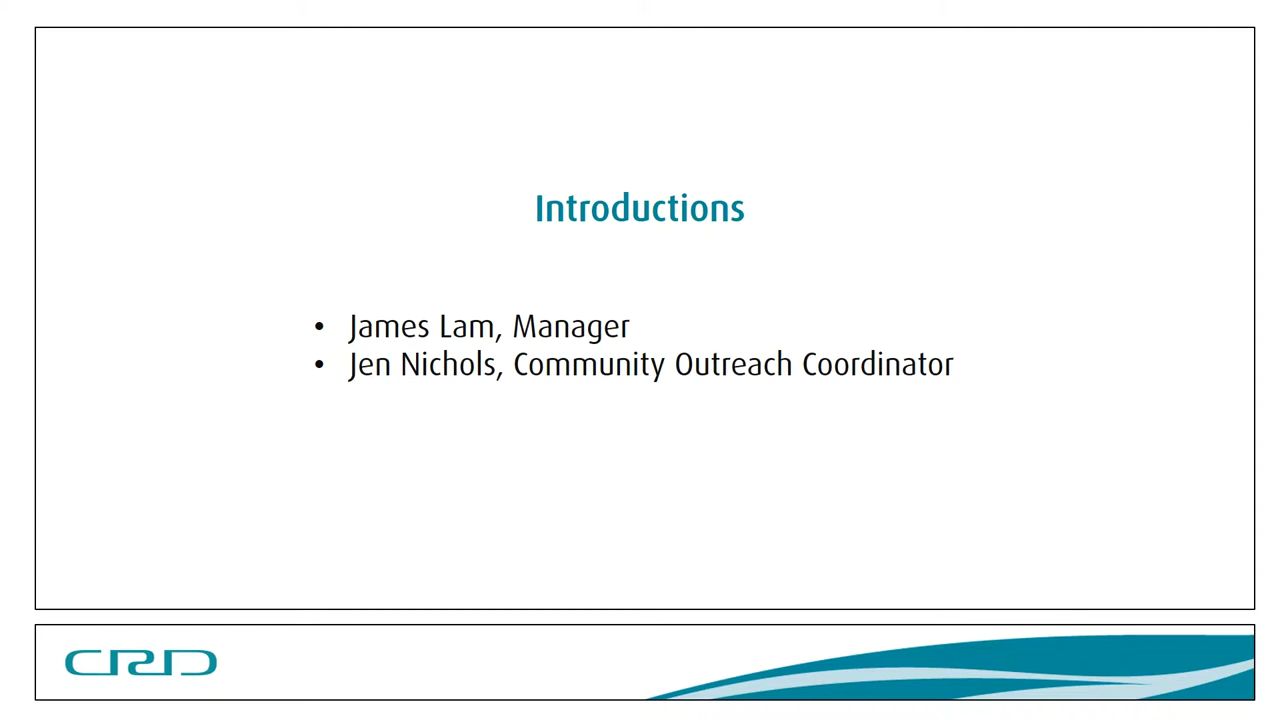 Introductions
• James Lam, Manager
• Jen Nichols, Community Outreach Coordinator
CRD